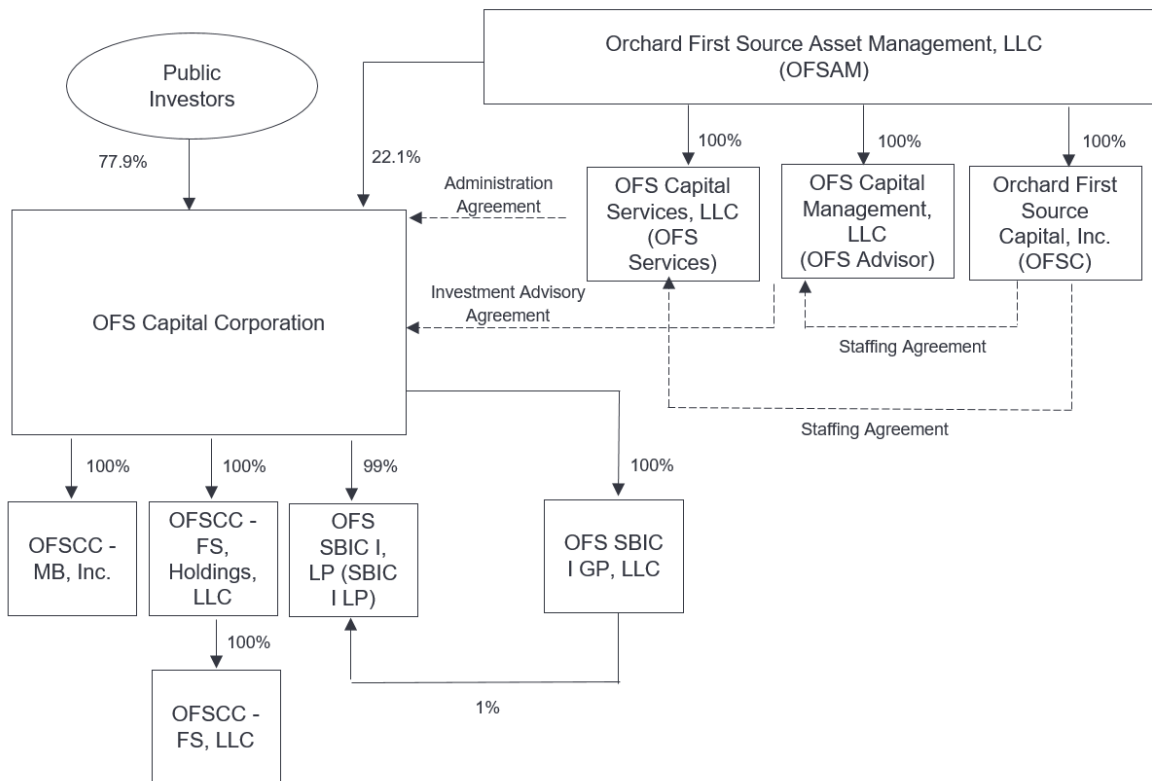 Orchard First Source Asset Management, LLC
(OFSAM)
Public
Investors
77.9%
22.1%
100%
100%
100%
Administration
Agreement
OFS Capital
Services, LLC
(OFS
Services)
OFS Capital
Management,
LLC
(OFS Advisor)
Orchard First
Source
Capital, Inc.
(OFSC)
OFS Capital Corporation
Investment Advisory
Agreement
Staffing Agreement
Staffing Agreement
100%
100%
99%
100%
OFSCC -
MB, Inc.
OFSCC -
FS,
Holdings,
LLC
OFS
SBIC I,
LP (SBIC
I LP)
OFS SBIC
I GP, LLC
100%
1%
OFSCC -
FS, LLC